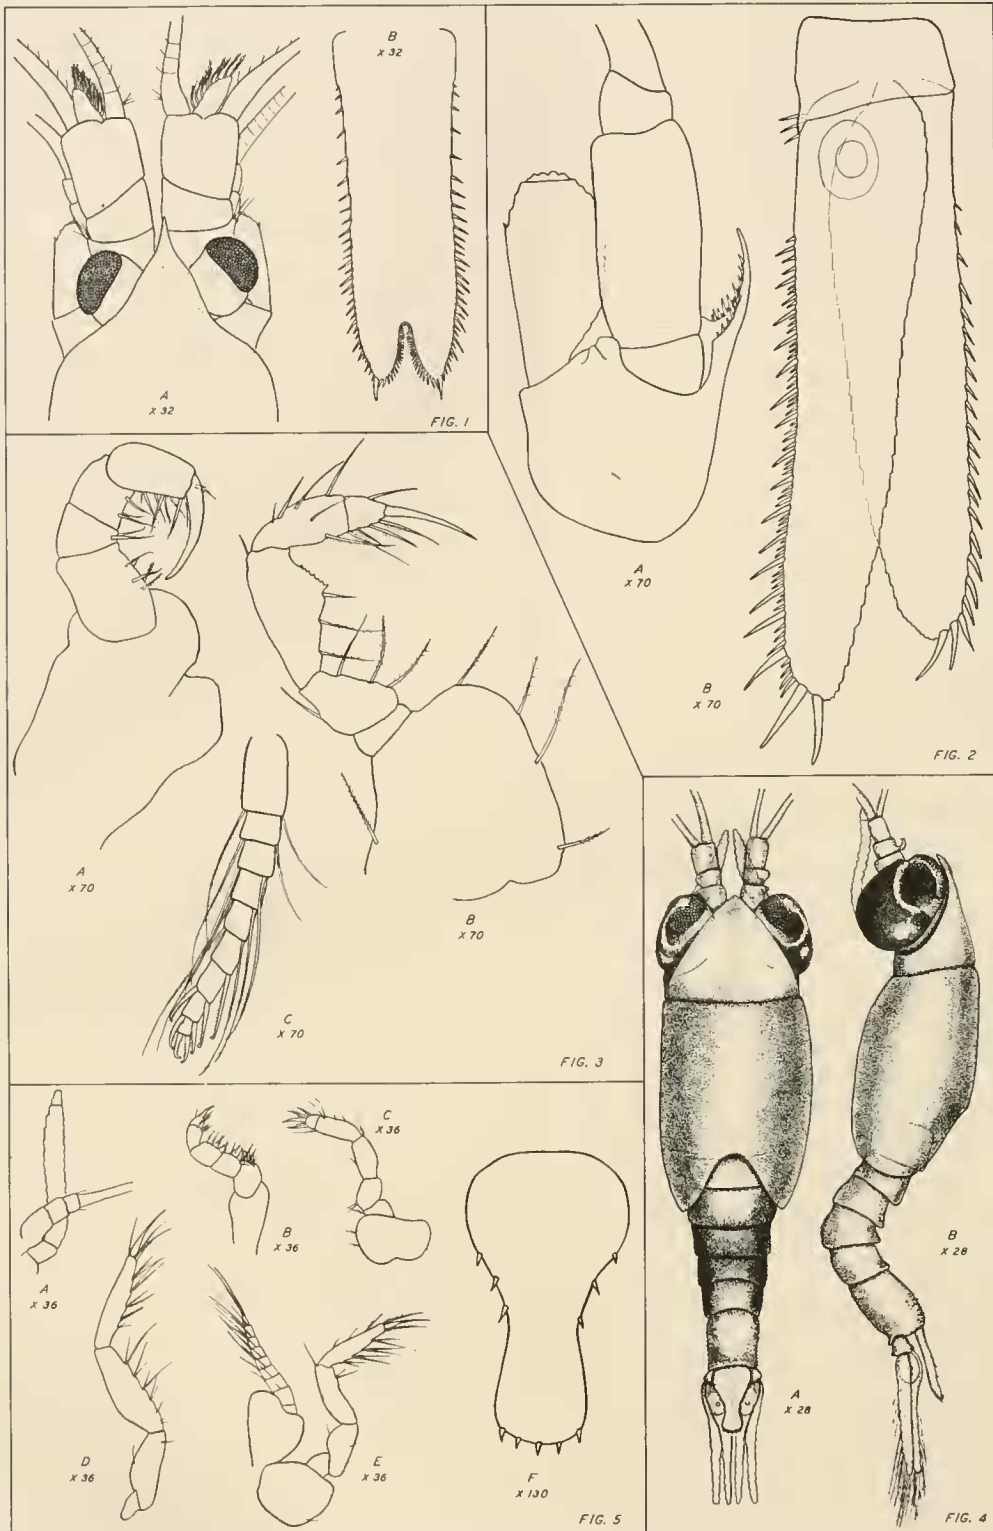 A
X 32
B
X 32
FIG. 1
A
X 70
B
X 70
FIG. 2
A
X 70
B
X 70
C
X 70
FIG. 3
A
X 28
B
X 28
FIG. 4
A
X 36
B
X 36
C
X 36
D
X 36
E
X 36
F
X 130
FIG. 5